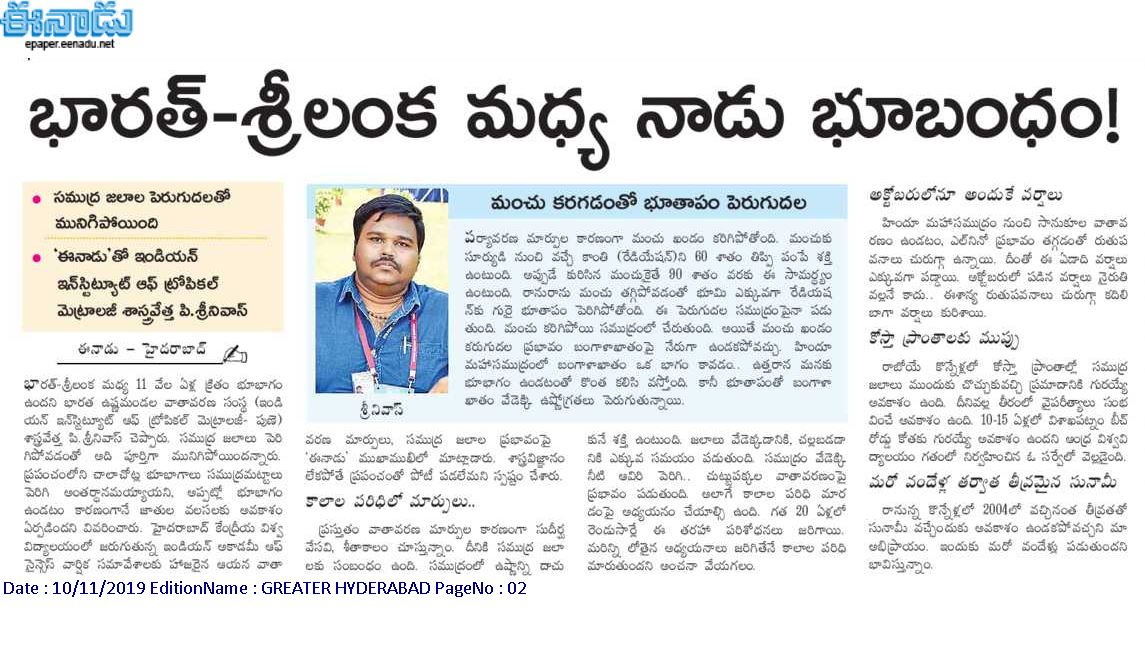 ఈనాడు
epaper.eenadu.net
భారత్-శ్రీలంక మధ్య నాడు భూబంధం!
• సముద్ర జలాల పెరుగుదలతో
మునిగిపోయింది
• ‘ఈనాడు’తో ఇండియన్
ఇన్‌స్టిట్యూట్ ఆఫ్ ట్రోపికల్
మెట్రాలజీ శాస్త్రవేత్త పి.శ్రీనివాస్
ఈనాడు - హైదరాబాద్
భారత్-శ్రీలంక మధ్య 11 వేల ఏళ్ల క్రితం భూభాగం
ఉందని భారత ఉష్ణమండల వాతావరణ సంస్థ (ఇండి
యన్ ఇన్‌స్టిట్యూట్ ఆఫ్ ట్రోపికల్ మెట్రాలజీ- పుణె)
శాస్త్రవేత్త పి.శ్రీనివాస్ చెప్పారు. సముద్ర జలాలు పెరి
గిపోవడంతో అది పూర్తిగా మునిగిపోయిందన్నారు.
ప్రపంచంలోని చాలాచోట్ల భూభాగాలు సముద్రమట్టాలు
పెరిగి అంతర్ధానమయ్యాయని, అప్పట్లో భూభాగం
ఉండటం కారణంగానే జాతుల వలసలకు అవకాశం
ఏర్పడిందని వివరించారు. హైదరాబాద్ కేంద్రీయ విశ్వ
విద్యాలయంలో జరుగుతున్న ఇండియన్ అకాడమీ ఆఫ్
సైన్సెస్ వార్షిక సమావేశాలకు హాజరైన ఆయన వాతా
శ్రీనివాస్
మంచు కరగడంతో భూతాపం పెరుగుదల
పర్యావరణ మార్పుల కారణంగా మంచు ఖండం కరిగిపోతోంది. మంచుకు
సూర్యుడి నుంచి వచ్చే కాంతి (రేడియేషన్)ని 60 శాతం తిప్పి పంపే శక్తి
ఉంటుంది. అప్పుడే కురిసిన మంచుకైతే 90 శాతం వరకు ఈ సామర్థ్యం
ఉంటుంది. రానురాను మంచు తగ్గిపోవడంతో భూమి ఎక్కువగా రేడియేష
న్‌కు గురై భూతాపం పెరిగిపోతోంది. ఈ పెరుగుదల సముద్రంపైనా పడు
తుంది. మంచు కరిగిపోయి సముద్రంలో చేరుతుంది. అయితే మంచు ఖండం
కరుగుదల ప్రభావం బంగాళాఖాతంపై నేరుగా ఉండకపోవచ్చు. హిందూ
మహాసముద్రంలో బంగాళాఖాతం ఒక భాగం కావడం.. ఉత్తరాన మనకు
భూభాగం ఉండటంతో కొంత కలిసి వస్తోంది. కానీ భూతాపంతో బంగాళా
ఖాతం వేడెక్కి ఉష్ణోగ్రతలు పెరుగుతున్నాయి.
వరణ మార్పులు, సముద్ర జలాల ప్రభావంపై
‘ఈనాడు’ ముఖాముఖిలో మాట్లాడారు. శాస్త్రవిజ్ఞానం
లేకపోతే ప్రపంచంతో పోటీ పడలేమని స్పష్టం చేశారు.
కాలాల పరిధిలో మార్పులు..
ప్రస్తుతం వాతావరణ మార్పుల కారణంగా సుదీర్ఘ
వేసవి, శీతాకాలం చూస్తున్నాం. దీనికి సముద్ర జలా
లకు సంబంధం ఉంది. సముద్రంలో ఉష్ణాన్ని దాచు
కునే శక్తి ఉంటుంది. జలాలు వేడెక్కడానికి, చల్లబడడా
నికి ఎక్కువ సమయం పడుతుంది. సముద్రం వేడెక్కి
నీటి ఆవిరి పెరిగి.. చుట్టుపక్కల వాతావరణంపై
ప్రభావం పడుతుంది. అలాగే కాలాల పరిధి మార
డంపై అధ్యయనం చేయాల్సి ఉంది. గత 20 ఏళ్లలో
రెండుసార్లే ఈ తరహా పరిశోధనలు జరిగాయి.
మరిన్ని లోతైన అధ్యయనాలు జరిగితేనే కాలాల పరిధి
మారుతుందని అంచనా వేయగలం.
అక్టోబరులోనూ అందుకే వర్షాలు
హిందూ మహాసముద్రం నుంచి సానుకూల వాతావ
రణం ఉండటం, ఎల్‌నినో ప్రభావం తగ్గడంతో రుతుప
వనాలు చురుగ్గా ఉన్నాయి. దీంతో ఈ ఏడాది వర్షాలు
ఎక్కువగా పడ్డాయి. అక్టోబరులో పడిన వర్షాలు నైరుతి
వల్లనే కాదు.. ఈశాన్య రుతుపవనాలు చురుగ్గా కదిలి
బాగా వర్షాలు కురిశాయి.
కోస్తా ప్రాంతాలకు ముప్పు
రాబోయే కొన్నేళ్లలో కోస్తా ప్రాంతాల్లో సముద్ర
జలాలు ముందుకు చొచ్చుకువచ్చి ప్రమాదానికి గురయ్యే
అవకాశం ఉంది. దీనివల్ల తీరంలో వైపరీత్యాలు సంభ
వించే అవకాశం ఉంది. 10-15 ఏళ్లలో విశాఖపట్నం బీచ్
రోడ్డు కోతకు గురయ్యే అవకాశం ఉందని ఆంధ్ర విశ్వవి
ద్యాలయం గతంలో నిర్వహించిన ఓ సర్వేలో వెల్లడైంది.
మరో వందేళ్ల తర్వాత తీవ్రమైన సునామీ
రానున్న కొన్నేళ్లలో 2004లో వచ్చినంత తీవ్రతతో
సునామీ వచ్చేందుకు అవకాశం ఉండకపోవచ్చని మా
అభిప్రాయం. ఇందుకు మరో వందేళ్లు పడుతుందని
భావిస్తున్నాం.
Date : 10/11/2019 EditionName : GREATER HYDERABAD PageNo : 02